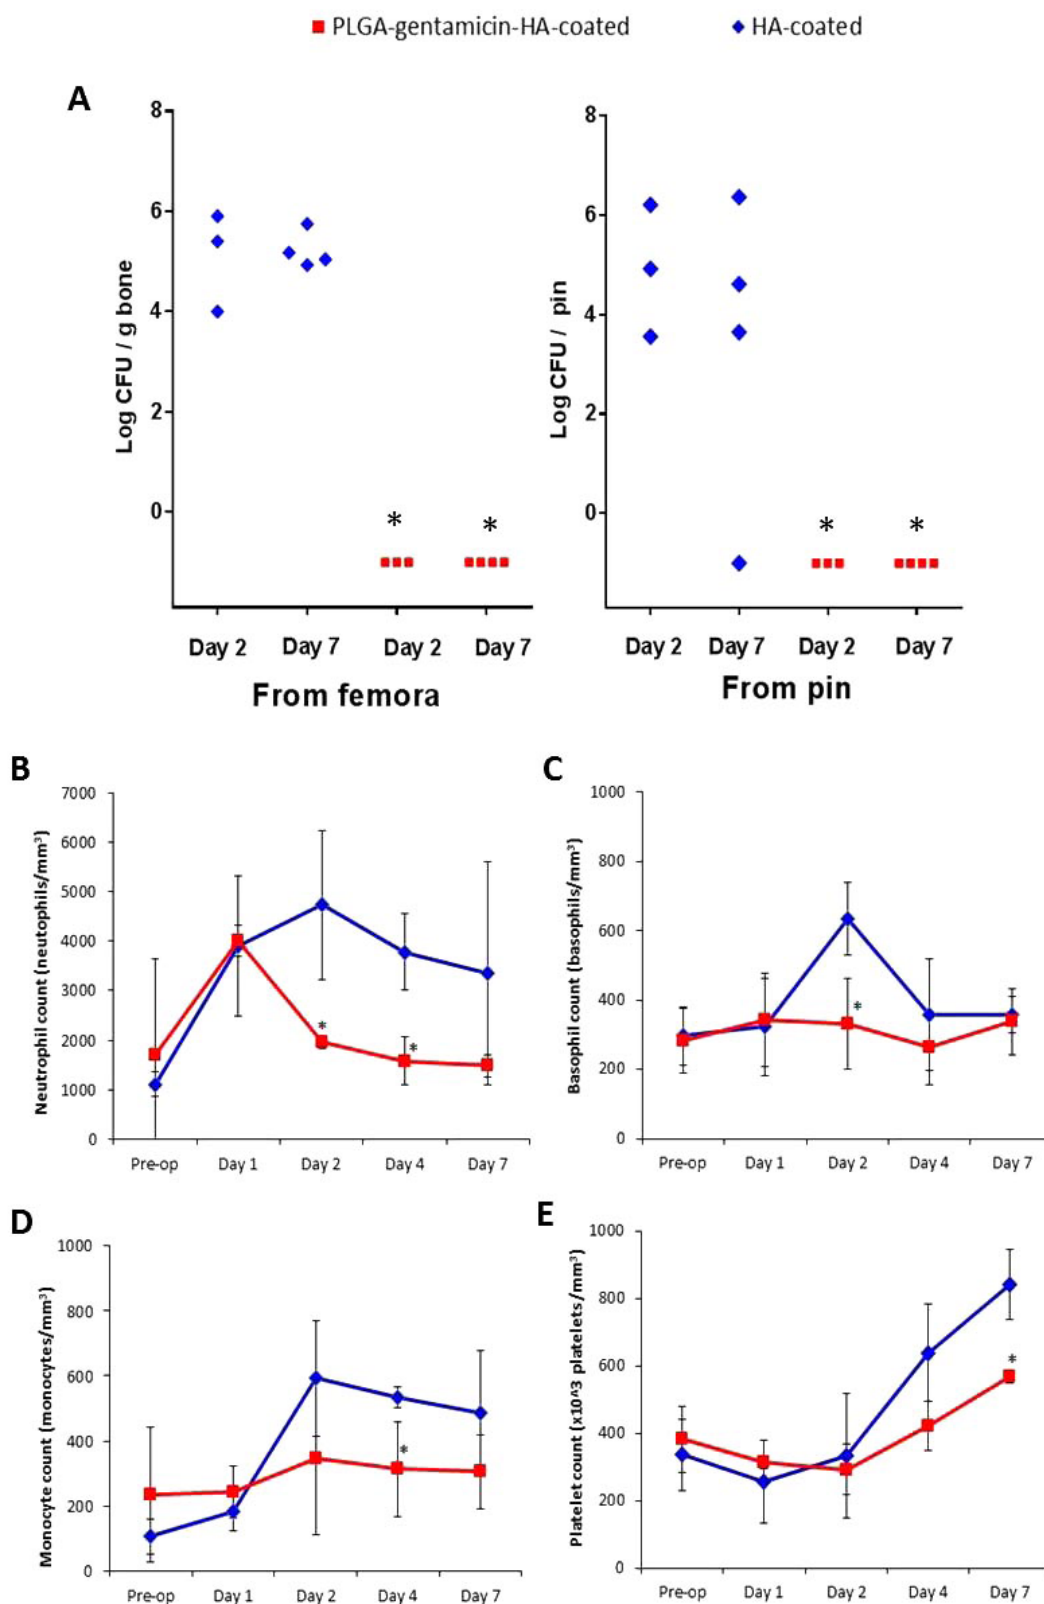 PLGA-gentamicin-HA-coated HA-coated
A
8
6
4
2
0
Log CFU / g bone
* *
Day 2 Day 7 Day 2 Day 7
From femora
8
6
4
2
0
Log CFU / pin
* *
Day 2 Day 7 Day 2 Day 7
From pin
B
7000
6000
5000
4000
3000
2000
1000
0
Neutrophil count (neutophils/mm³)
*
*
Pre-op Day 1 Day 2 Day 4 Day 7
C
1000
800
600
400
200
0
Basophil count (basophils/mm³)
*
Pre-op Day 1 Day 2 Day 4 Day 7
D
1000
800
600
400
200
0
Monocyte count (monocytes/mm³)
*
Pre-op Day 1 Day 2 Day 4 Day 7
E
1000
800
600
400
200
0
Platelet count (x10^3 platelets/mm³)
*
Pre-op Day 1 Day 2 Day 4 Day 7